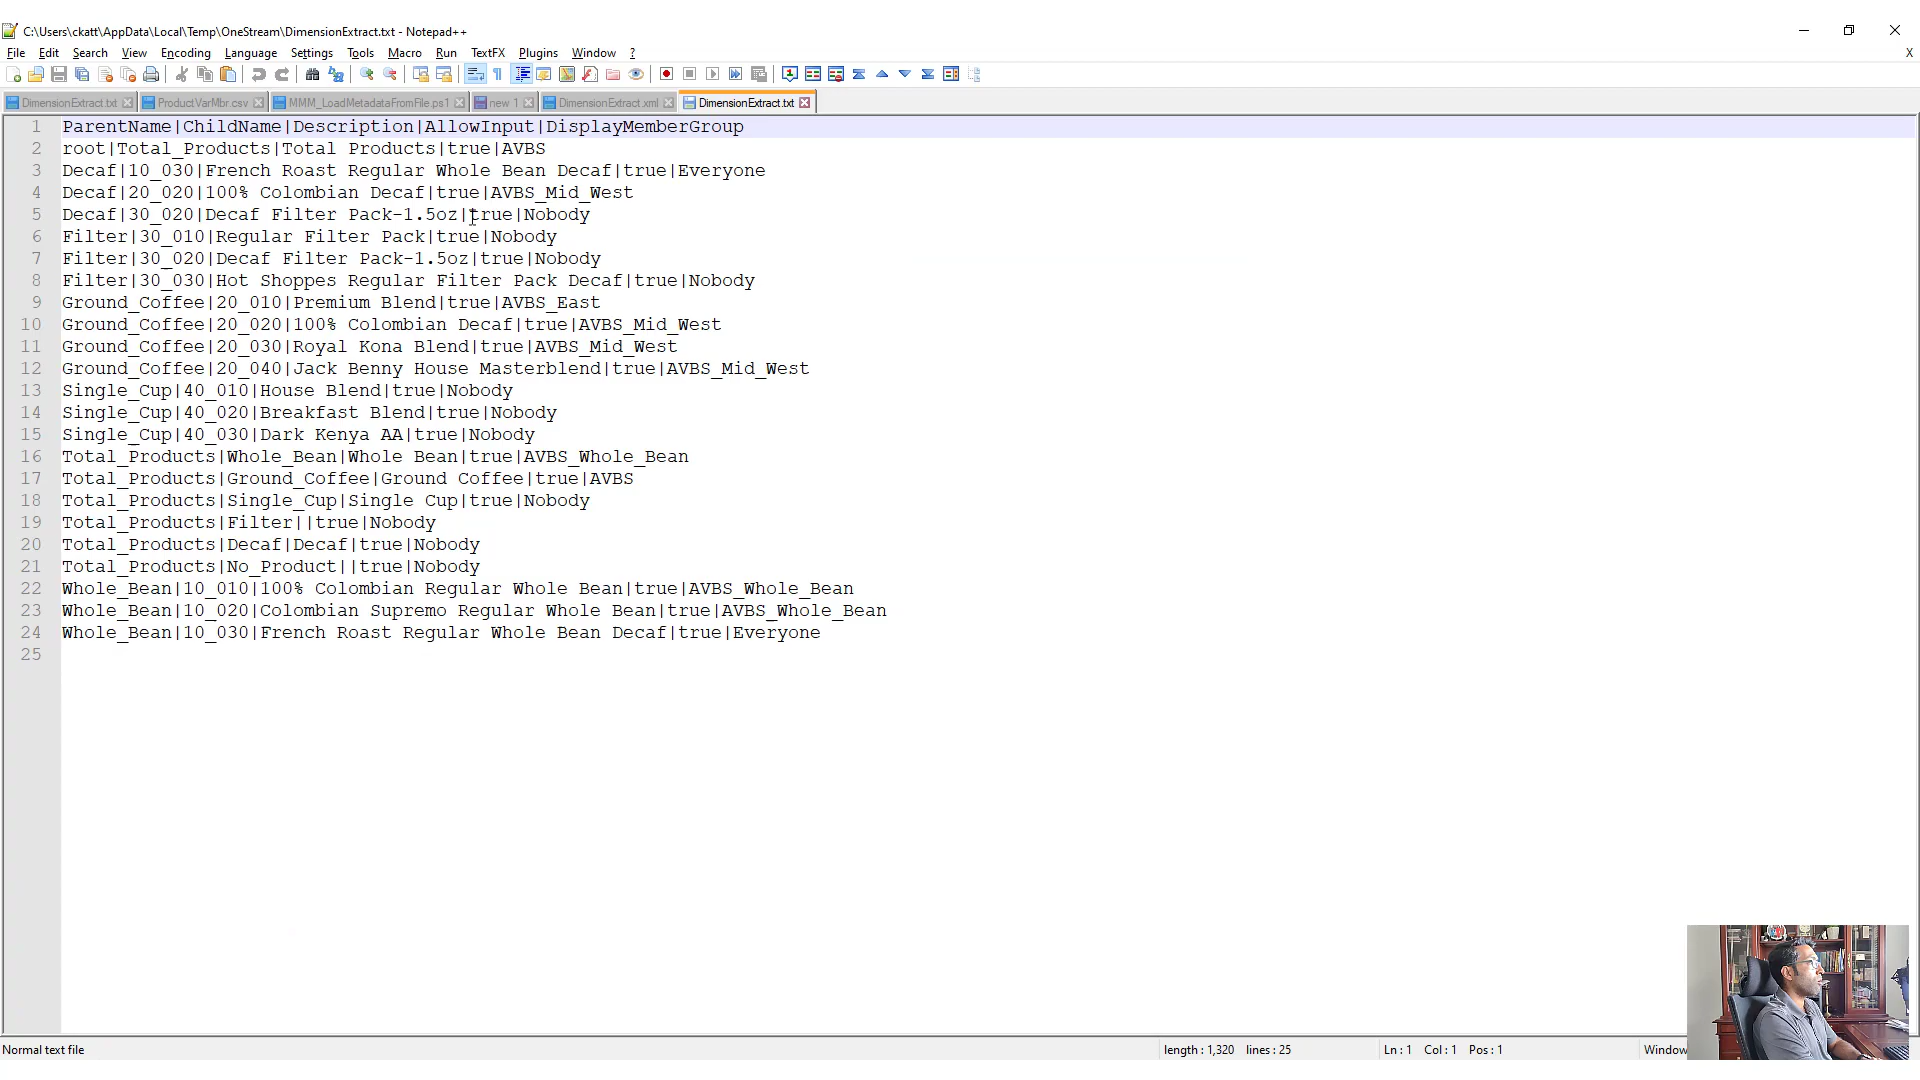 C:\Users\ckatt\AppData\Local\Temp\OneStream\DimensionExtract.txt - Notepad++
File Edit Search View Encoding Language Settings Tools Macro Run TextFX Plugins Window ? X
DimensionExtract.txt ProductVarMbr.csv MMM_LoadMetadataFromFile.ps1 new 1 DimensionExtract.xml DimensionExtract.txt
1 ParentName|ChildName|Description|AllowInput|DisplayMemberGroup
2 root|Total_Products|Total Products|true|AVBS
3 Decaf|10_030|French Roast Regular Whole Bean Decaf|true|Everyone
4 Decaf|20_020|100% Colombian Decaf|true|AVBS_Mid_West
5 Decaf|30_020|Decaf Filter Pack-1.5oz|true|Nobody
6 Filter|30_010|Regular Filter Pack|true|Nobody
7 Filter|30_020|Decaf Filter Pack-1.5oz|true|Nobody
8 Filter|30_030|Hot Shoppes Regular Filter Pack Decaf|true|Nobody
9 Ground_Coffee|20_010|Premium Blend|true|AVBS_East
10 Ground_Coffee|20_020|100% Colombian Decaf|true|AVBS_Mid_West
11 Ground_Coffee|20_030|Royal Kona Blend|true|AVBS_Mid_West
12 Ground_Coffee|20_040|Jack Benny House Masterblend|true|AVBS_Mid_West
13 Single_Cup|40_010|House Blend|true|Nobody
14 Single_Cup|40_020|Breakfast Blend|true|Nobody
15 Single_Cup|40_030|Dark Kenya AA|true|Nobody
16 Total_Products|Whole_Bean|Whole Bean|true|AVBS_Whole_Bean
17 Total_Products|Ground_Coffee|Ground Coffee|true|AVBS
18 Total_Products|Single_Cup|Single Cup|true|Nobody
19 Total_Products|Filter||true|Nobody
20 Total_Products|Decaf|Decaf|true|Nobody
21 Total_Products|No_Product||true|Nobody
22 Whole_Bean|10_010|100% Colombian Regular Whole Bean|true|AVBS_Whole_Bean
23 Whole_Bean|10_020|Colombian Supremo Regular Whole Bean|true|AVBS_Whole_Bean
24 Whole_Bean|10_030|French Roast Regular Whole Bean Decaf|true|Everyone
25
Normal text file length : 1,320 lines : 25 Ln : 1 Col : 1 Pos : 1 Window